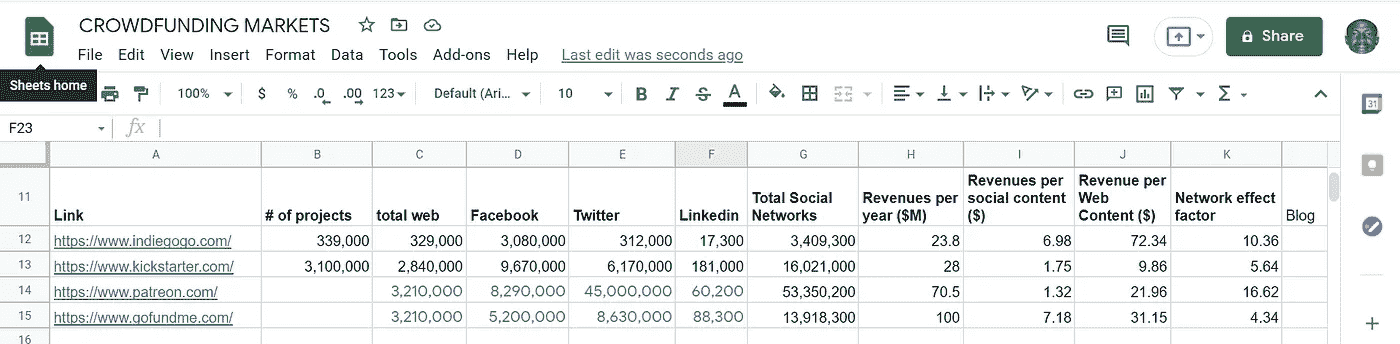 CROWDFUNDING MARKETS
File Edit View Insert Format Data Tools Add-ons Help Last edit was seconds ago
Share
Sheets home
100% $ % .0 .00 123 Default (Ari... 10 B I S A Σ
31
F23 fx
A B C D E F G H I J K
11 Link # of projects total web Facebook Twitter Linkedin Total Social Networks Revenues per year ($M) Revenues per social content ($) Revenue per Web Content ($) Network effect factor Blog
12 https://www.indiegogo.com/ 339,000 329,000 3,080,000 312,000 17,300 3,409,300 23.8 6.98 72.34 10.36
13 https://www.kickstarter.com/ 3,100,000 2,840,000 9,670,000 6,170,000 181,000 16,021,000 28 1.75 9.86 5.64
14 https://www.patreon.com/ 3,210,000 8,290,000 45,000,000 60,200 53,350,200 70.5 1.32 21.96 16.62
15 https://www.gofundme.com/ 3,210,000 5,200,000 8,630,000 88,300 13,918,300 100 7.18 31.15 4.34
16